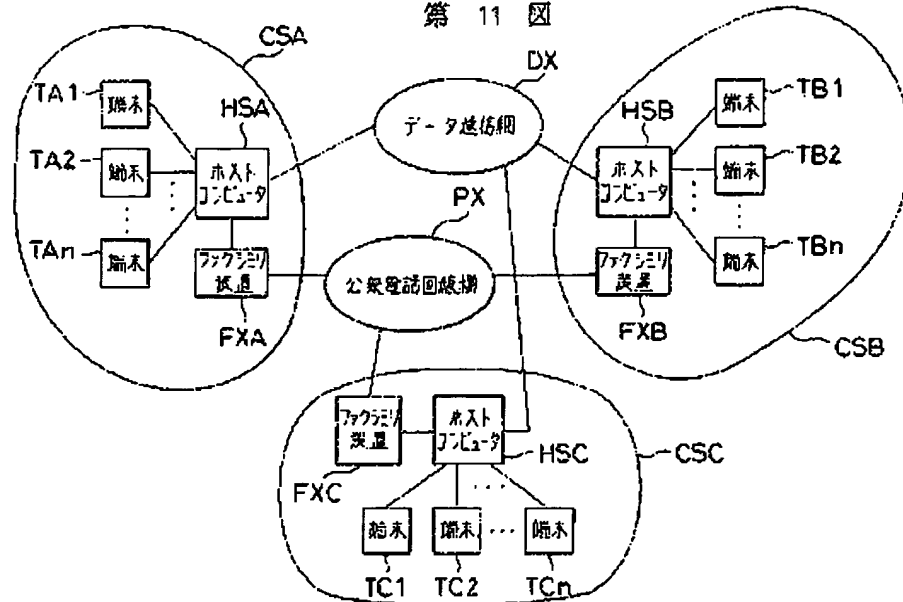 第 11 図
CSA
DX
TA1
端末
HSA
データ通信網
HSB
端末
TB1
TA2
端末
ホスト
コンピュータ
ホスト
コンピュータ
端末
TB2
PX
TAn
端末
ファクシミリ
装置
公衆電話回線網
ファクシミリ
装置
端末
TBn
FXA
FXB
CSB
ファクシミリ
装置
ホスト
コンピュータ
HSC
CSC
FXC
端末
端末
端末
TC1
TC2
TCn